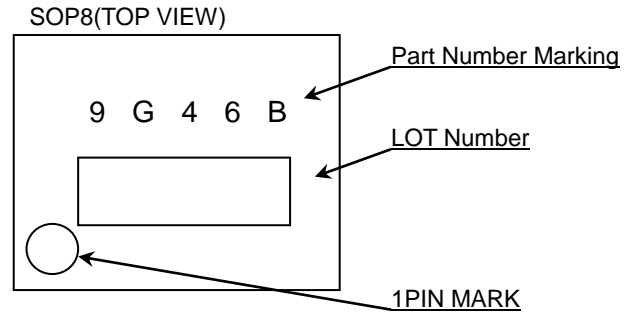 SOP8(TOP VIEW)
Part Number Marking
9 G 4 6 B
LOT Number
1PIN MARK